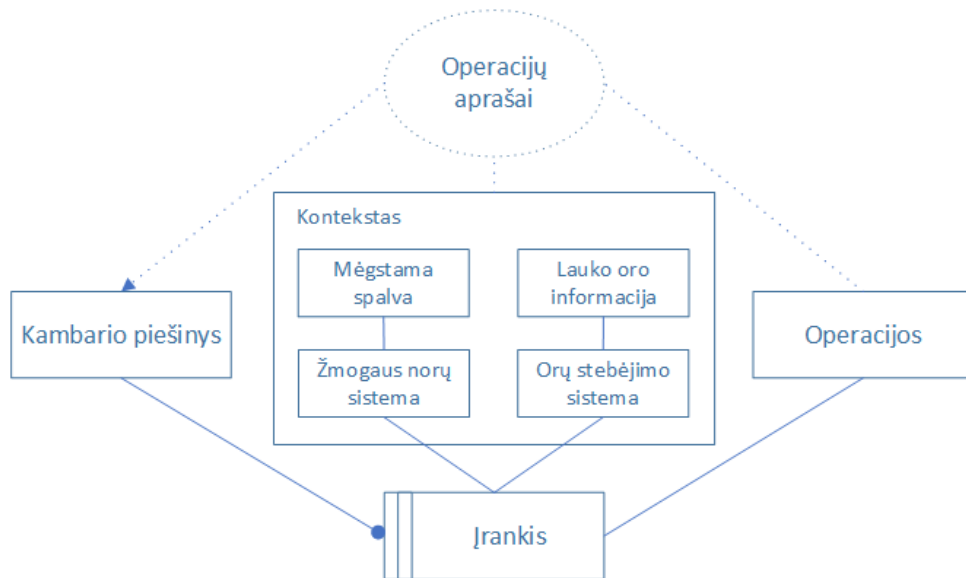 Operacijų
aprašai
Kontekstas
Mėgstama
spalva
Lauko oro
informacija
Kambario piešinys
Žmogaus norų
sistema
Orų stebėjimo
sistema
Operacijos
Įrankis